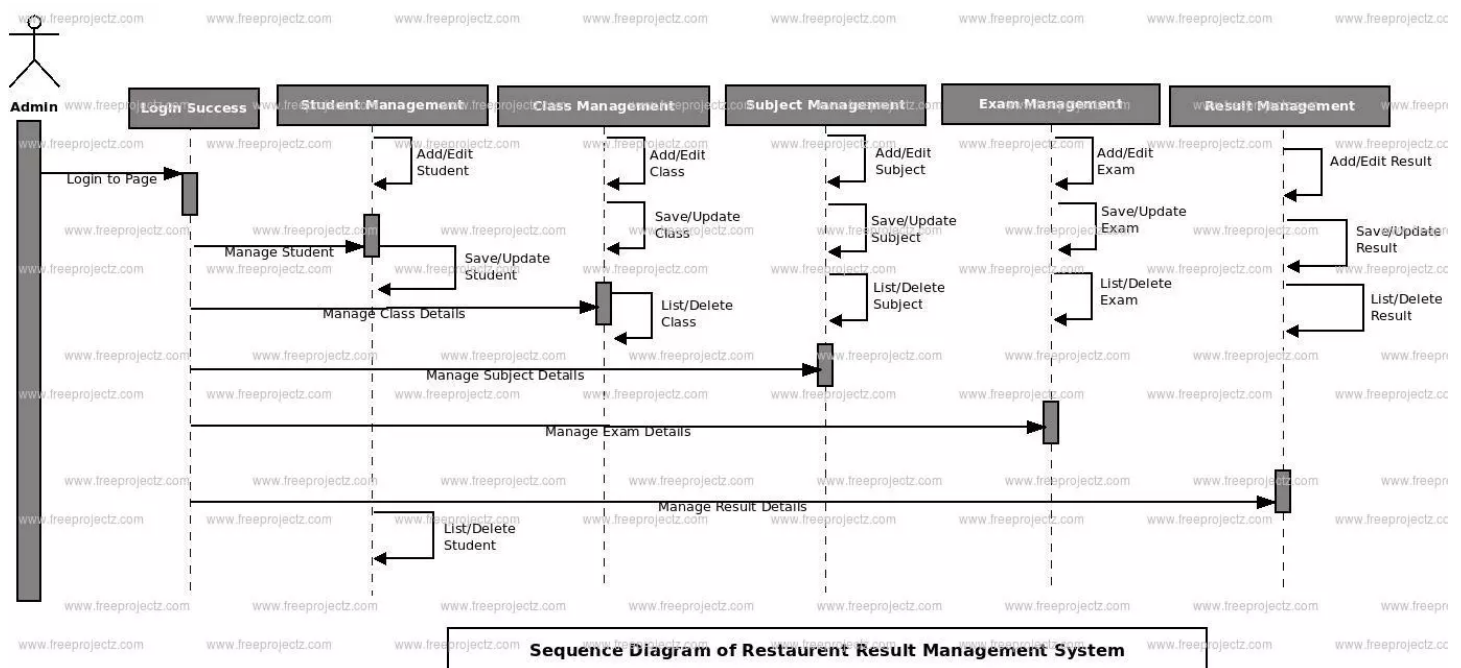 Admin
Login Success
Student Management
Class Management
Subject Management
Exam Management
Result Management
Login to Page
Add/Edit
Student
Add/Edit
Class
Add/Edit
Subject
Add/Edit
Exam
Add/Edit Result
Manage Student
Save/Update
Student
Save/Update
Class
Save/Update
Subject
Save/Update
Exam
Save/Update
Result
Manage Class Details
List/Delete
Class
List/Delete
Subject
List/Delete
Exam
List/Delete
Result
Manage Subject Details
Manage Exam Details
Manage Result Details
List/Delete
Student
Sequence Diagram of Restaurent Result Management System
www.freeprojectz.com